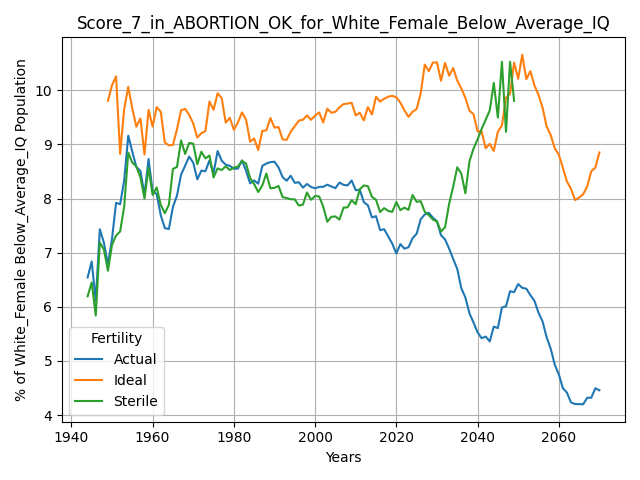 Score_7_in_ABORTION_OK_for_White_Female_Below_Average_IQ
% of White_Female Below_Average_IQ Population
10
9
8
7
6
5
4
Fertility
Actual
Ideal
Sterile
1940 1960 1980 2000 2020 2040 2060
Years